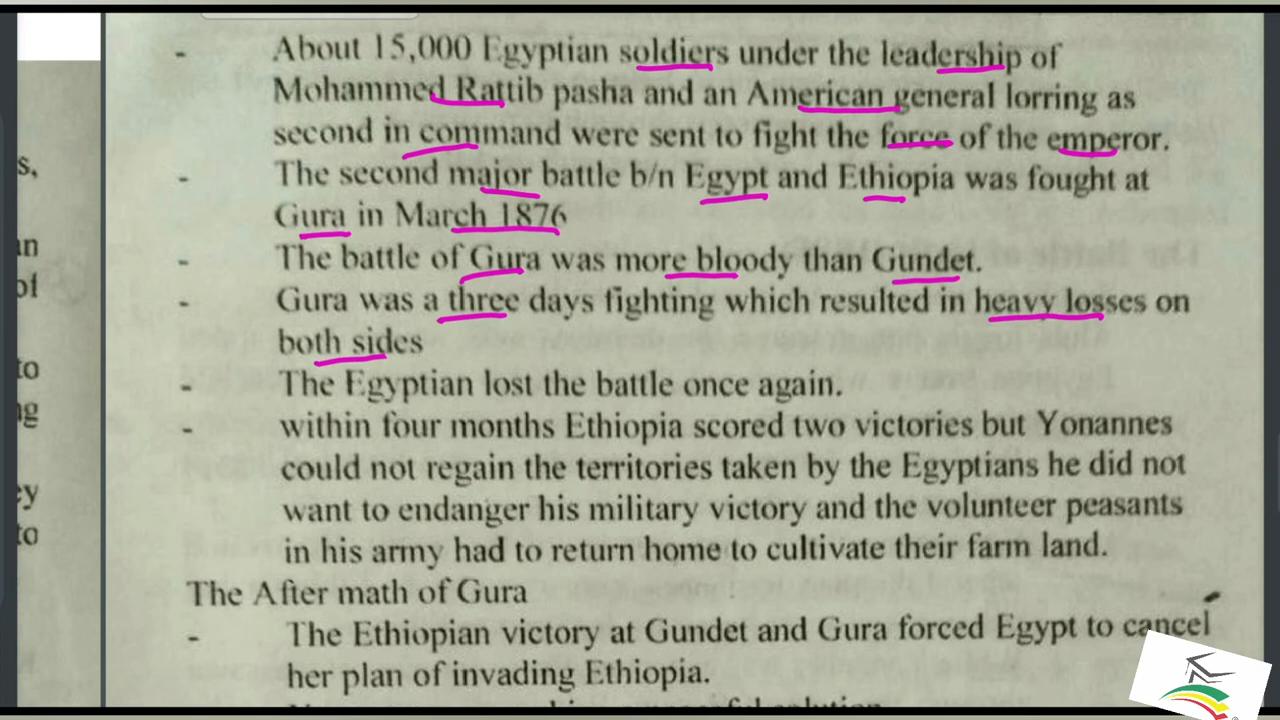 s,
of
to
to
- About 15,000 Egyptian soldiers under the leadership of
Mohammed Rattib pasha and an American general lorring as
second in command were sent to fight the force of the emperor.
- The second major battle b/n Egypt and Ethiopia was fought at
Gura in March 1876
- The battle of Gura was more bloody than Gundet.
- Gura was a three days fighting which resulted in heavy losses on
both sides
- The Egyptian lost the battle once again.
- within four months Ethiopia scored two victories but Yonannes
could not regain the territories taken by the Egyptians he did not
want to endanger his military victory and the volunteer peasants
in his army had to return home to cultivate their farm land.
The After math of Gura
- The Ethiopian victory at Gundet and Gura forced Egypt to cancel
her plan of invading Ethiopia.